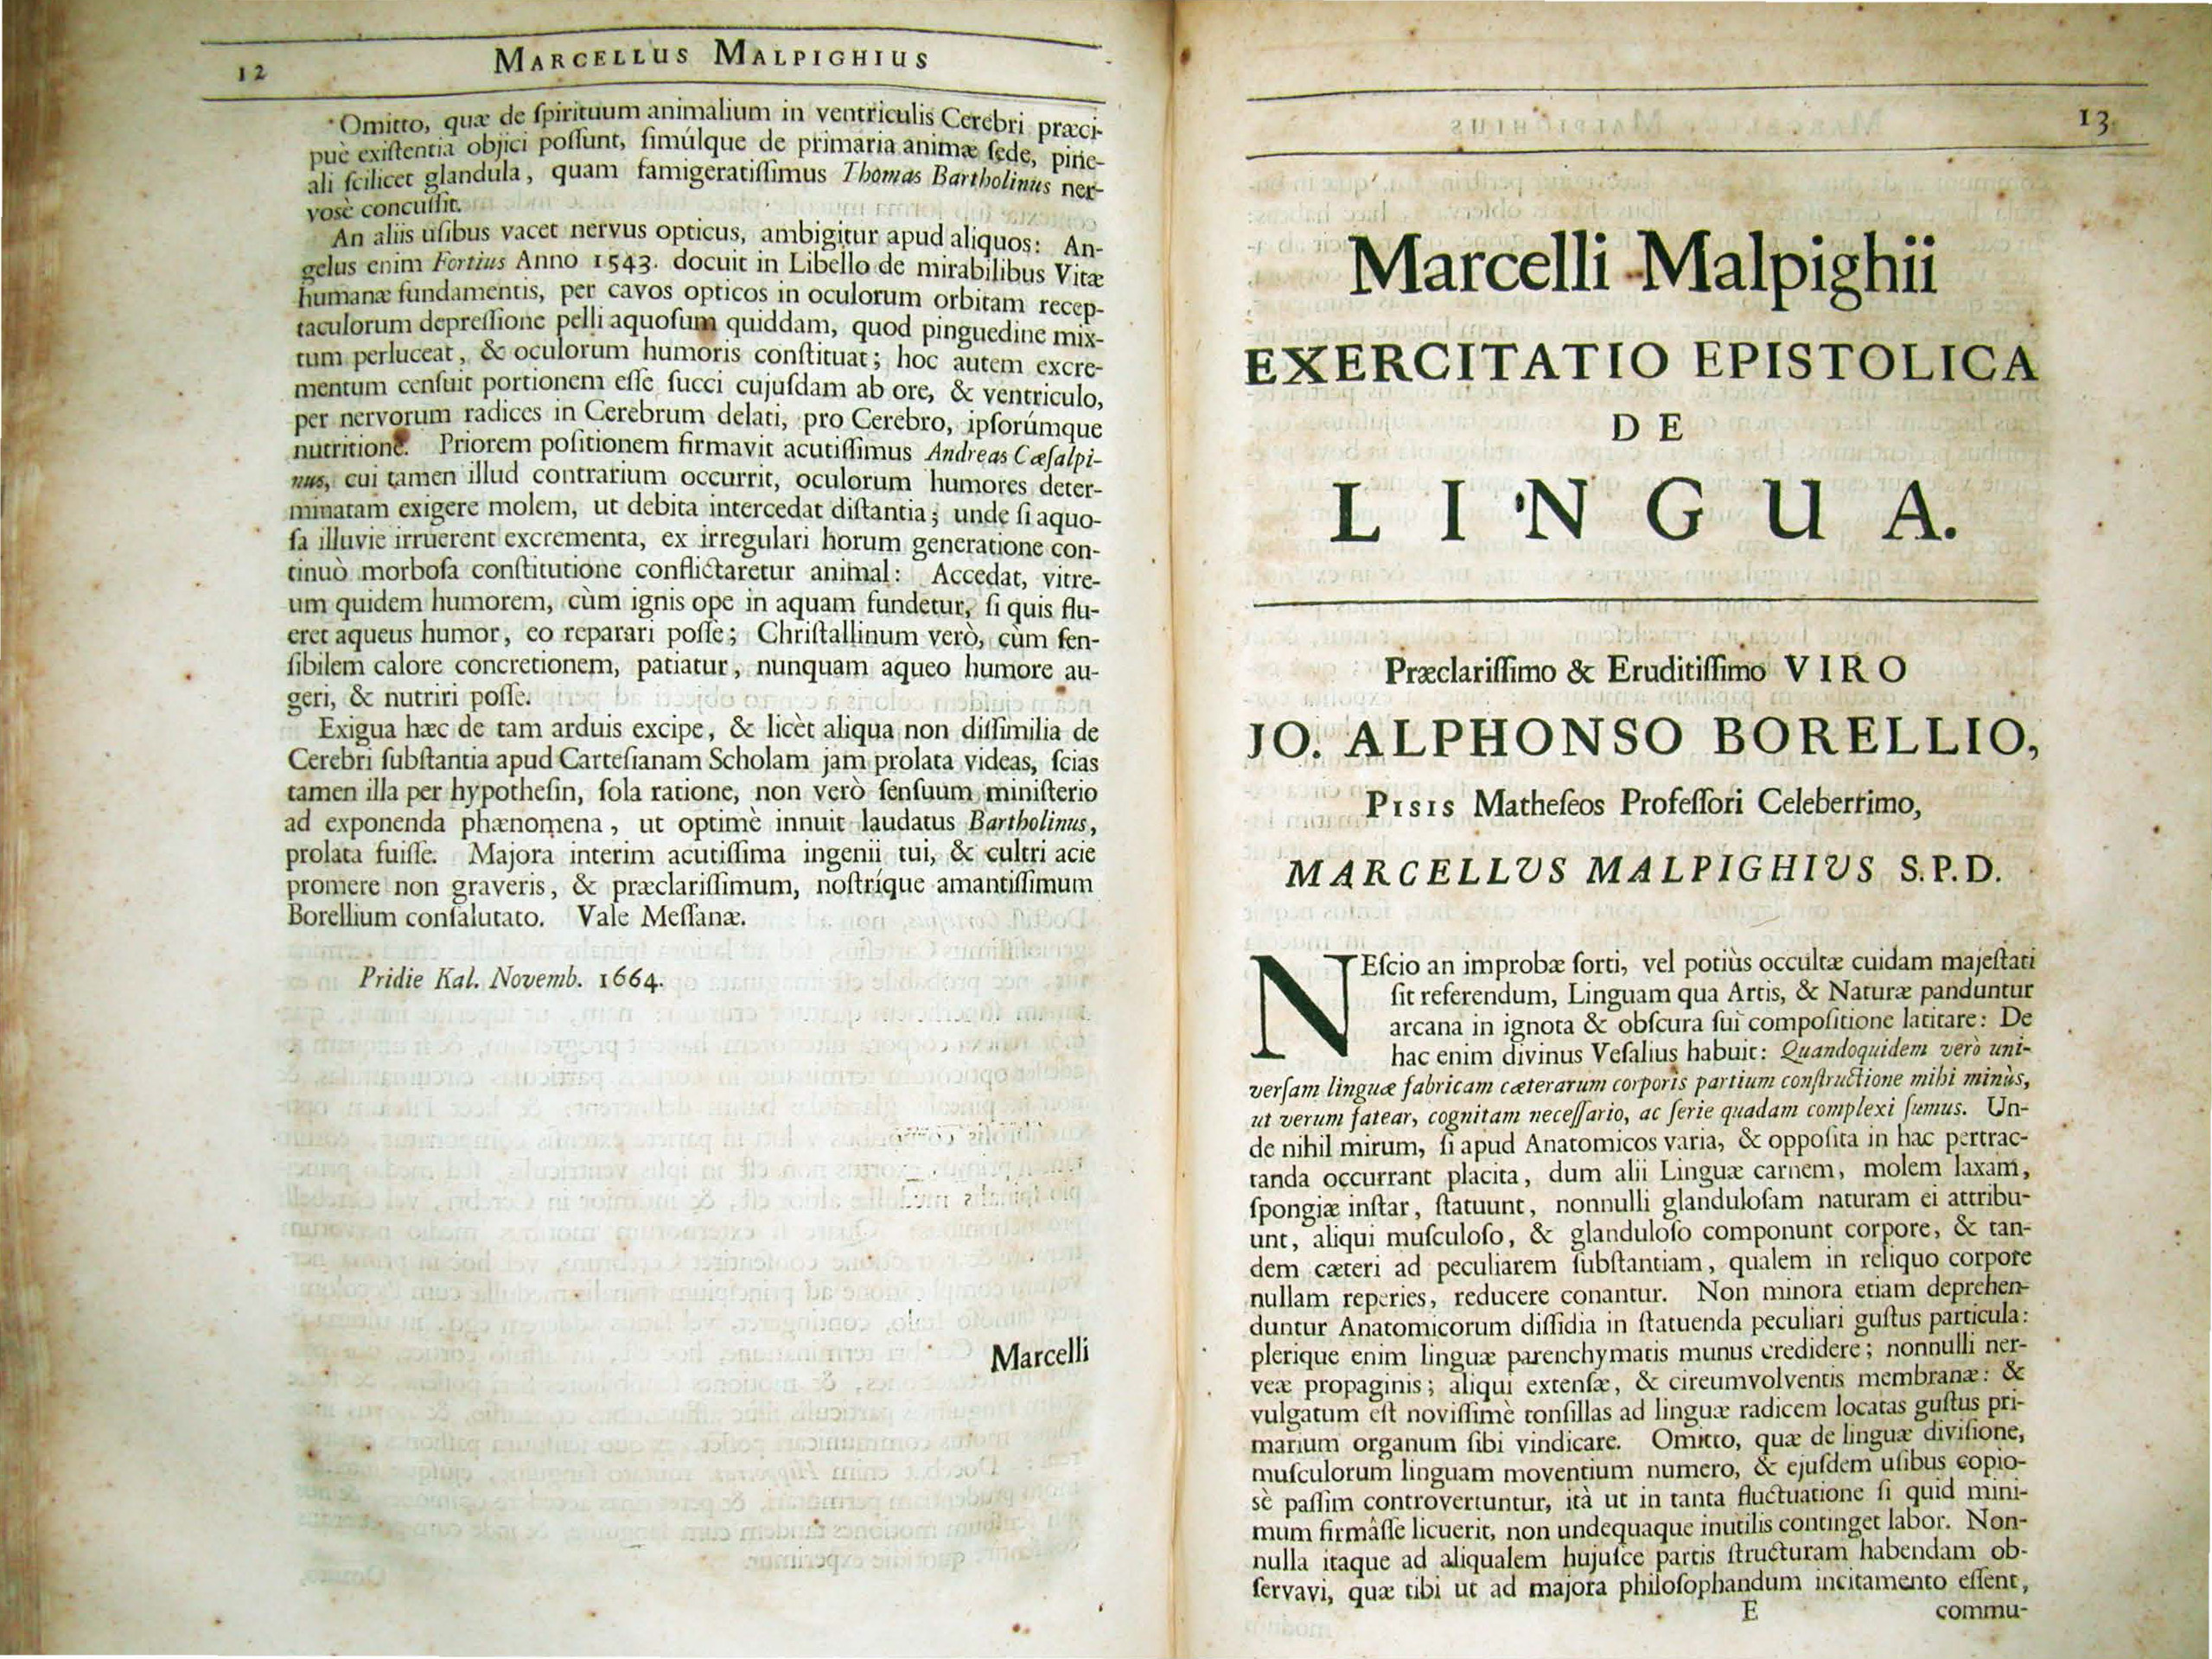 12 MARCELLUS MALPIGHIUS
Omitto, quæ de ſpirituum animalium in ventriculis Cerebri præci-
puè exiſtentia objici poſſunt, ſimúlque de primaria animæ ſede, pine-
ali ſcilicet glandula, quam famigeratiſſimus Thomas Bartholinus ner-
vosè concuſſit.
An aliis uſibus vacet nervus opticus, ambigitur apud aliquos: An-
gelus enim Fortius Anno 1543. docuit in Libello de mirabilibus Vitæ
humanæ fundamentis, per cavos opticos in oculorum orbitam recep-
taculorum depreſſione pelli aquoſum quiddam, quod pinguedine mix-
tum perluceat, & oculorum humoris conſtituat; hoc autem excre-
mentum cenſuit portionem eſſe ſucci cujuſdam ab ore, & ventriculo,
per nervorum radices in Cerebrum delati, pro Cerebro, ipſorúmque
nutritione. Priorem poſitionem firmavit acutiſſimus Andreas Cæſalpi-
nus, cui tamen illud contrarium occurrit, oculorum humores deter-
minatam exigere molem, ut debita intercedat diſtantia; unde ſi aquo-
ſa illuvie irruerent excrementa, ex irregulari horum generatione con-
tinuò morboſa conſtitutione conflictaretur animal: Accedat, vitre-
um quidem humorem, cùm ignis ope in aquam fundetur, ſi quis flu-
eret aqueus humor, eo reparari poſſe; Chriſtallinum verò, cùm ſen-
ſibilem calore concretionem, patiatur, nunquam aqueo humore au-
geri, & nutriri poſſe.
Exigua hæc de tam arduis excipe, & licèt aliqua non diſſimilia de
Cerebri ſubſtantia apud Carteſianam Scholam jam prolata videas, ſcias
tamen illa per hypotheſin, ſola ratione, non verò ſenſuum miniſterio
ad exponenda phænomena, ut optimè innuit laudatus Bartholinus,
prolata fuiſſe. Majora interim acutiſſima ingenii tui, & cultri acie
promere non graveris, & præclariſſimum, noſtríque amantiſſimum
Borellium conſalutato. Vale Meſſanæ.
Pridie Kal. Novemb. 1664.
Marcelli
13
Marcelli Malpighii
EXERCITATIO EPISTOLICA
DE
LINGUA.
Præclariſſimo & Eruditiſſimo VIRO
JO. ALPHONSO BORELLIO,
PISIS Matheſeos Profeſſori Celeberrimo,
MARCELLVS MALPIGHIVS S.P.D.
NEſcio an improbæ ſorti, vel potiùs occultæ cuidam majeſtati
ſit referendum, Linguam qua Artis, & Naturæ panduntur
arcana in ignota & obſcura ſui compoſitione latitare: De
hac enim divinus Veſalius habuit: Quandoquidem verò uni-
verſam linguæ fabricam cæterarum corporis partium conſtructione mihi minùs,
ut verum fatear, cognitam neceſſario, ac ſerie quadam complexi ſumus. Un-
de nihil mirum, ſi apud Anatomicos varia, & oppoſita in hac pertrac-
tanda occurrant placita, dum alii Linguæ carnem, molem laxam,
ſpongiæ inſtar, ſtatuunt, nonnulli glanduloſam naturam ei attribu-
unt, aliqui muſculoſo, & glanduloſo componunt corpore, & tan-
dem cæteri ad peculiarem ſubſtantiam, qualem in reliquo corpore
nullam reperies, reducere conantur. Non minora etiam deprehen-
duntur Anatomicorum diſſidia in ſtatuenda peculiari guſtus particula:
plerique enim linguæ parenchymatis munus credidere; nonnulli ner-
veæ propaginis; aliqui extenſæ, & circumvolventis membranæ: &
vulgatum eſt noviſſimè tonſillas ad linguæ radicem locatas guſtus pri-
marium organum ſibi vindicare. Omitto, quæ de linguæ diviſione,
muſculorum linguam moventium numero, & ejuſdem uſibus copio-
sè paſſim controvertuntur, ità ut in tanta fluctuatione ſi quid mini-
mum firmâſſe licuerit, non undequaque inutilis continget labor. Non-
nulla itaque ad aliqualem hujuſce partis ſtructuram habendam ob-
ſervavi, quæ tibi ut ad majora philoſophandum incitamento eſſent,
E commu-